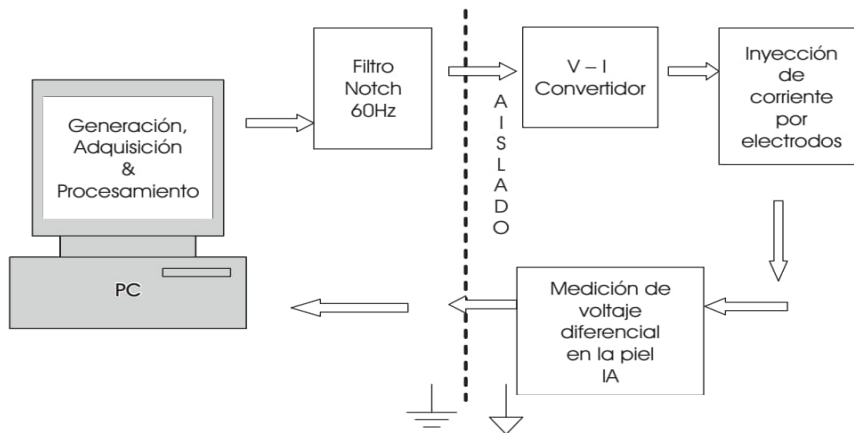 Generación,
Adquisición
&
Procesamiento
PC
Filtro
Notch
60Hz
AISLADO
V – I
Convertidor
Inyección
de
corriente
por
electrodos
Medición de
voltaje
diferencial
en la piel
IA